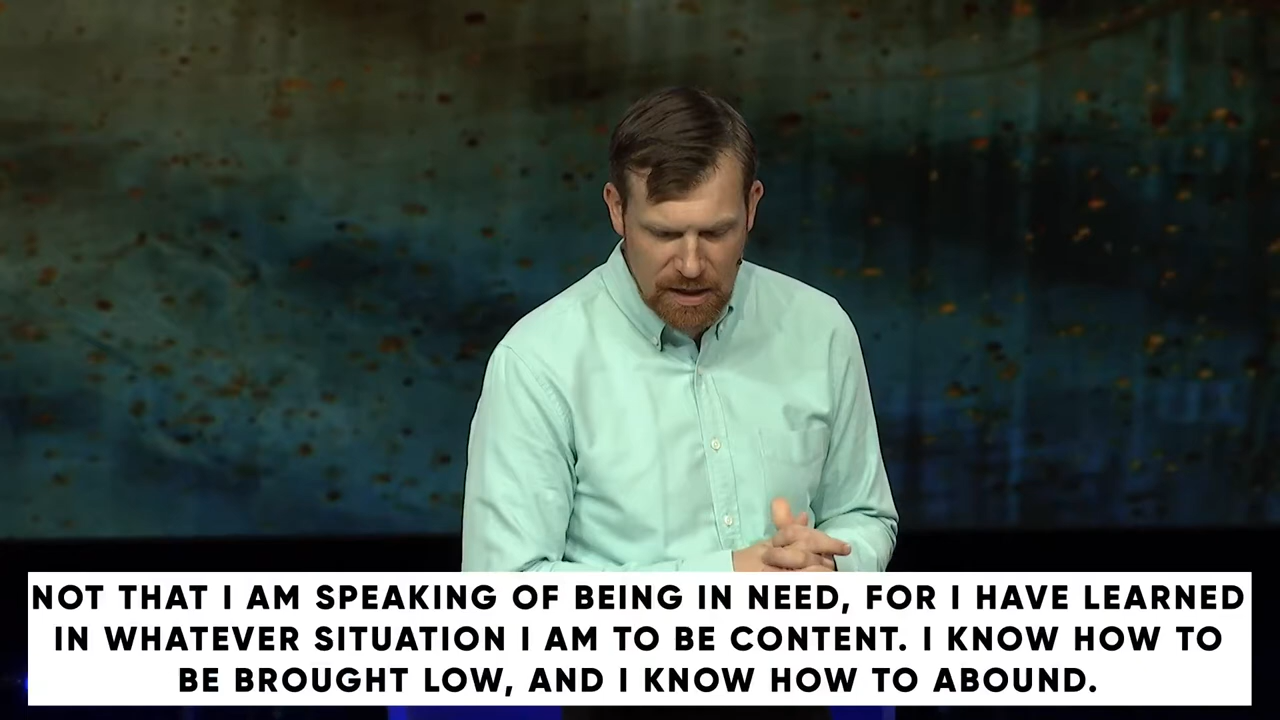 NOT THAT I AM SPEAKING OF BEING IN NEED, FOR I HAVE LEARNED
IN WHATEVER SITUATION I AM TO BE CONTENT. I KNOW HOW TO
BE BROUGHT LOW, AND I KNOW HOW TO ABOUND.